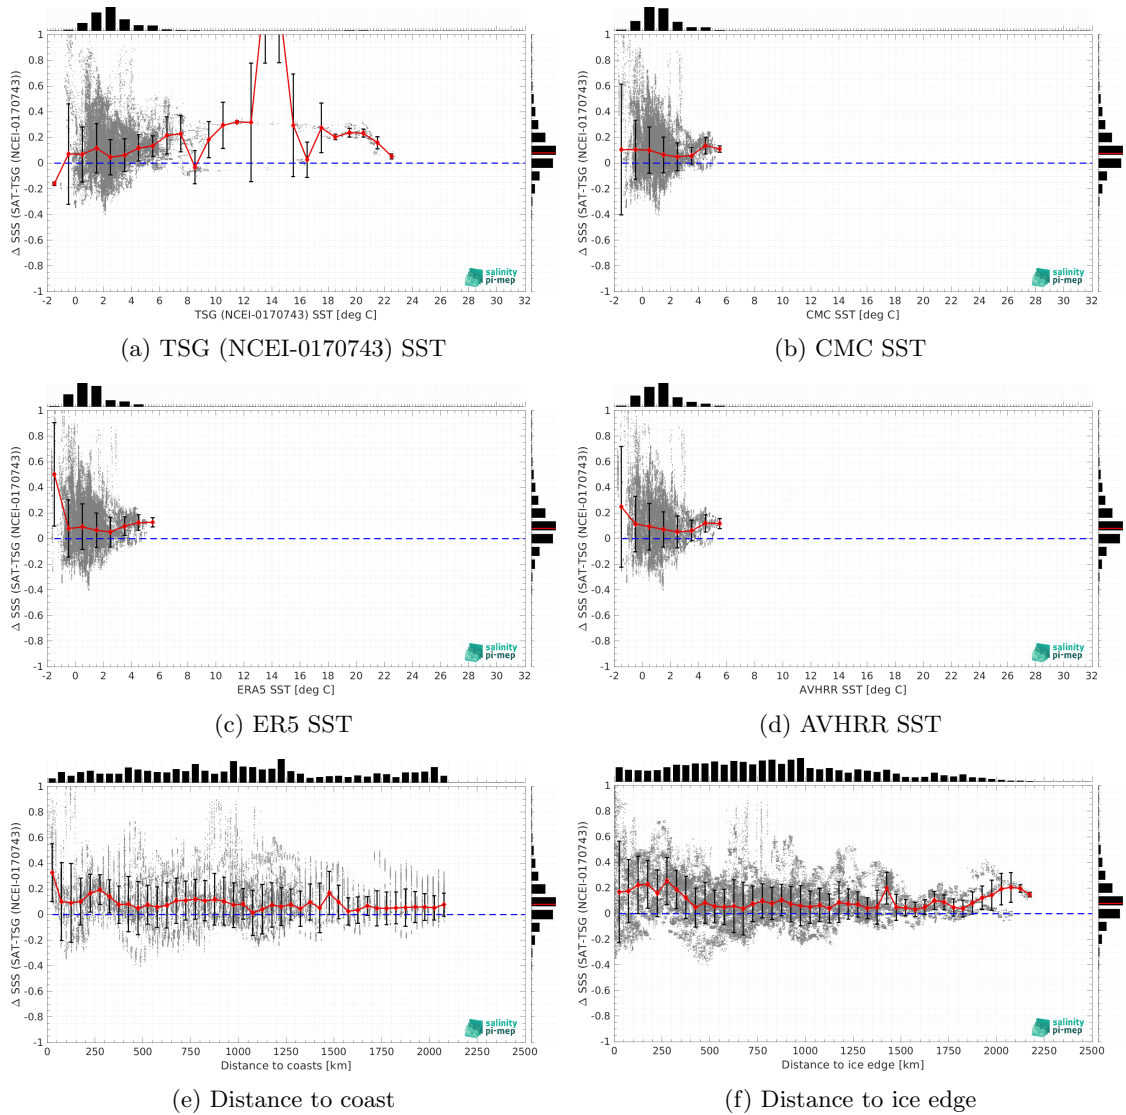 1
0.8
0.6
0.4
0.2
0
-0.2
-0.4
-0.6
-0.8
-1
Δ SSS (SAT-TSG (NCEI-0170743))
salinity
pi-mep
-2 0 2 4 6 8 10 12 14 16 18 20 22 24 26 28 30 32
TSG (NCEI-0170743) SST [deg C]
(a) TSG (NCEI-0170743) SST
1
0.8
0.6
0.4
0.2
0
-0.2
-0.4
-0.6
-0.8
-1
Δ SSS (SAT-TSG (NCEI-0170743))
salinity
pi-mep
-2 0 2 4 6 8 10 12 14 16 18 20 22 24 26 28 30 32
CMC SST [deg C]
(b) CMC SST
1
0.8
0.6
0.4
0.2
0
-0.2
-0.4
-0.6
-0.8
-1
Δ SSS (SAT-TSG (NCEI-0170743))
salinity
pi-mep
-2 0 2 4 6 8 10 12 14 16 18 20 22 24 26 28 30 32
ERA5 SST [deg C]
(c) ER5 SST
1
0.8
0.6
0.4
0.2
0
-0.2
-0.4
-0.6
-0.8
-1
Δ SSS (SAT-TSG (NCEI-0170743))
salinity
pi-mep
-2 0 2 4 6 8 10 12 14 16 18 20 22 24 26 28 30 32
AVHRR SST [deg C]
(d) AVHRR SST
1
0.8
0.6
0.4
0.2
0
-0.2
-0.4
-0.6
-0.8
-1
Δ SSS (SAT-TSG (NCEI-0170743))
salinity
pi-mep
0 250 500 750 1000 1250 1500 1750 2000 2250 2500
Distance to coasts [km]
(e) Distance to coast
1
0.8
0.6
0.4
0.2
0
-0.2
-0.4
-0.6
-0.8
-1
Δ SSS (SAT-TSG (NCEI-0170743))
salinity
pi-mep
0 250 500 750 1000 1250 1500 1750 2000 2250 2500
Distance to ice edge [km]
(f) Distance to ice edge